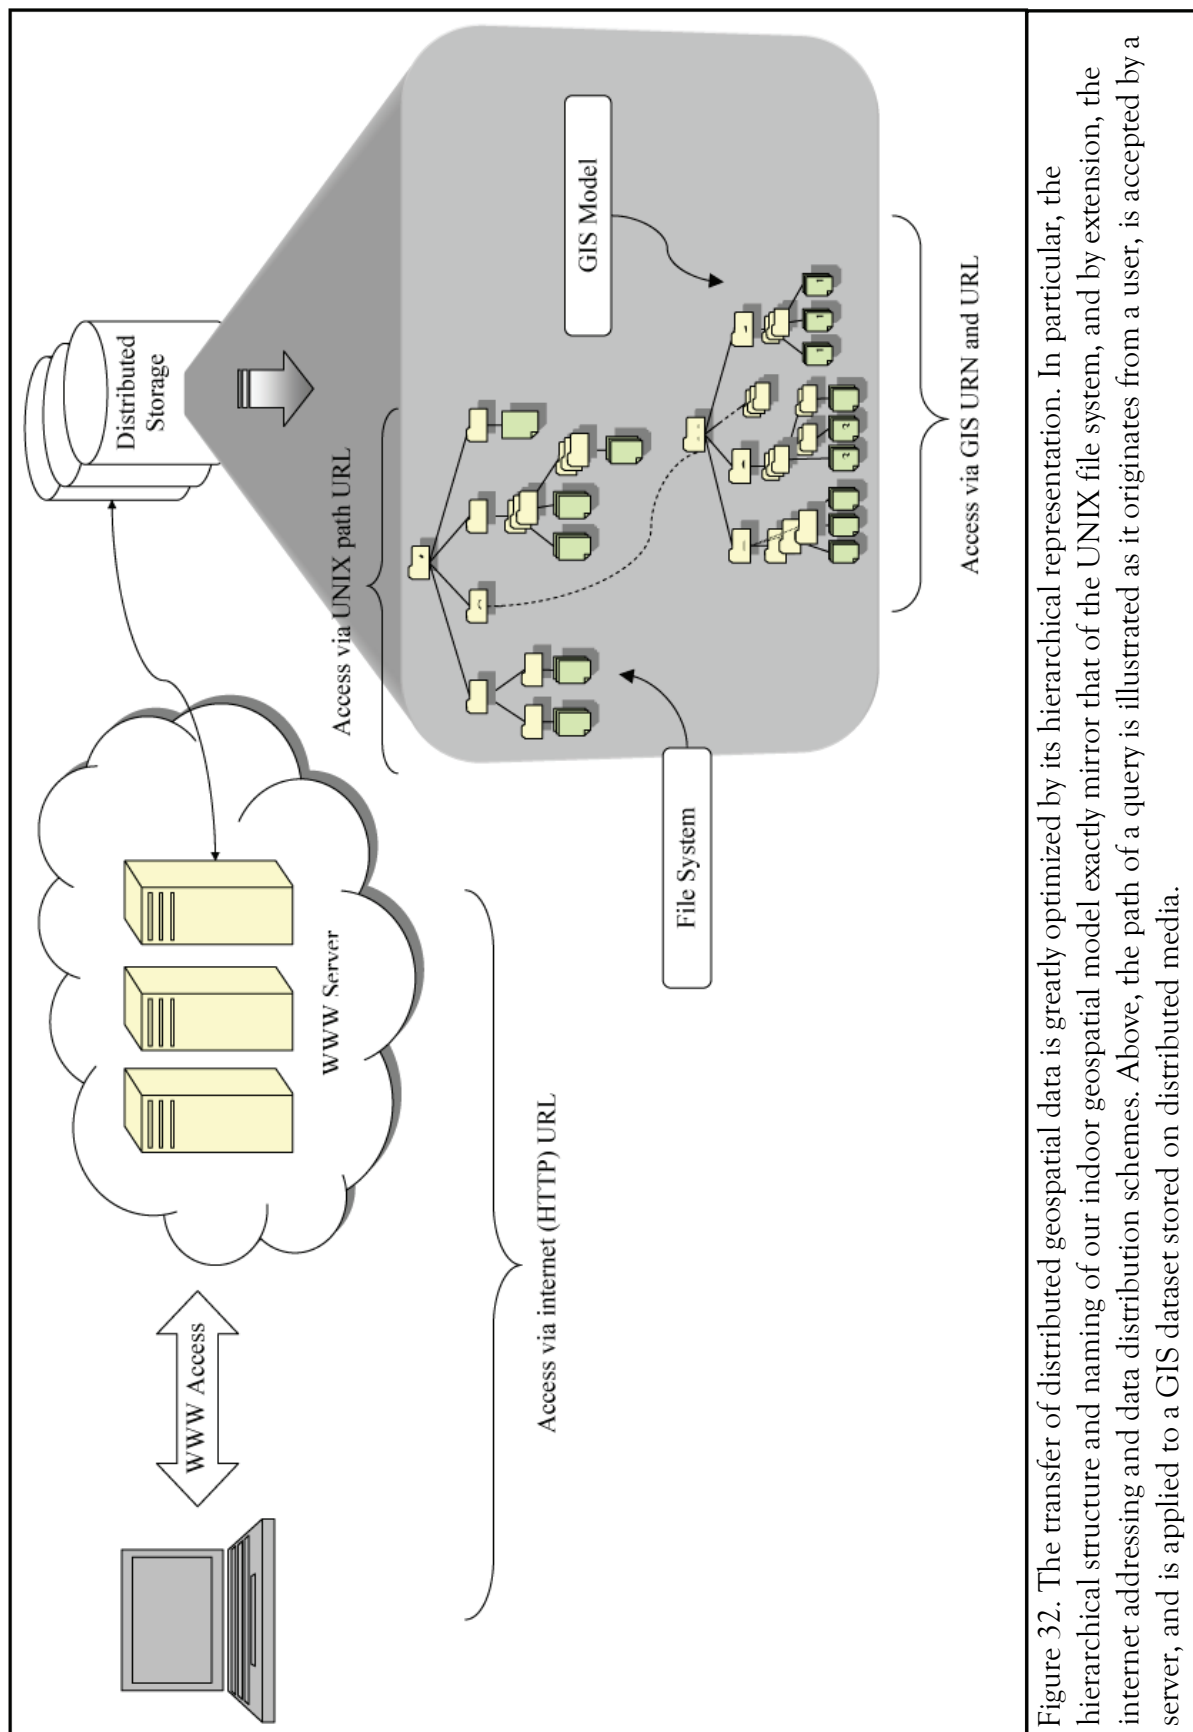 WWW Access
WWW Server
Distributed
Storage
Access via internet (HTTP) URL
Access via UNIX path URL
File System
GIS Model
Access via GIS URN and URL
Figure 32. The transfer of distributed geospatial data is greatly optimized by its hierarchical representation. In particular, the
hierarchical structure and naming of our indoor geospatial model exactly mirror that of the UNIX file system, and by extension, the
internet addressing and data distribution schemes. Above, the path of a query is illustrated as it originates from a user, is accepted by a
server, and is applied to a GIS dataset stored on distributed media.